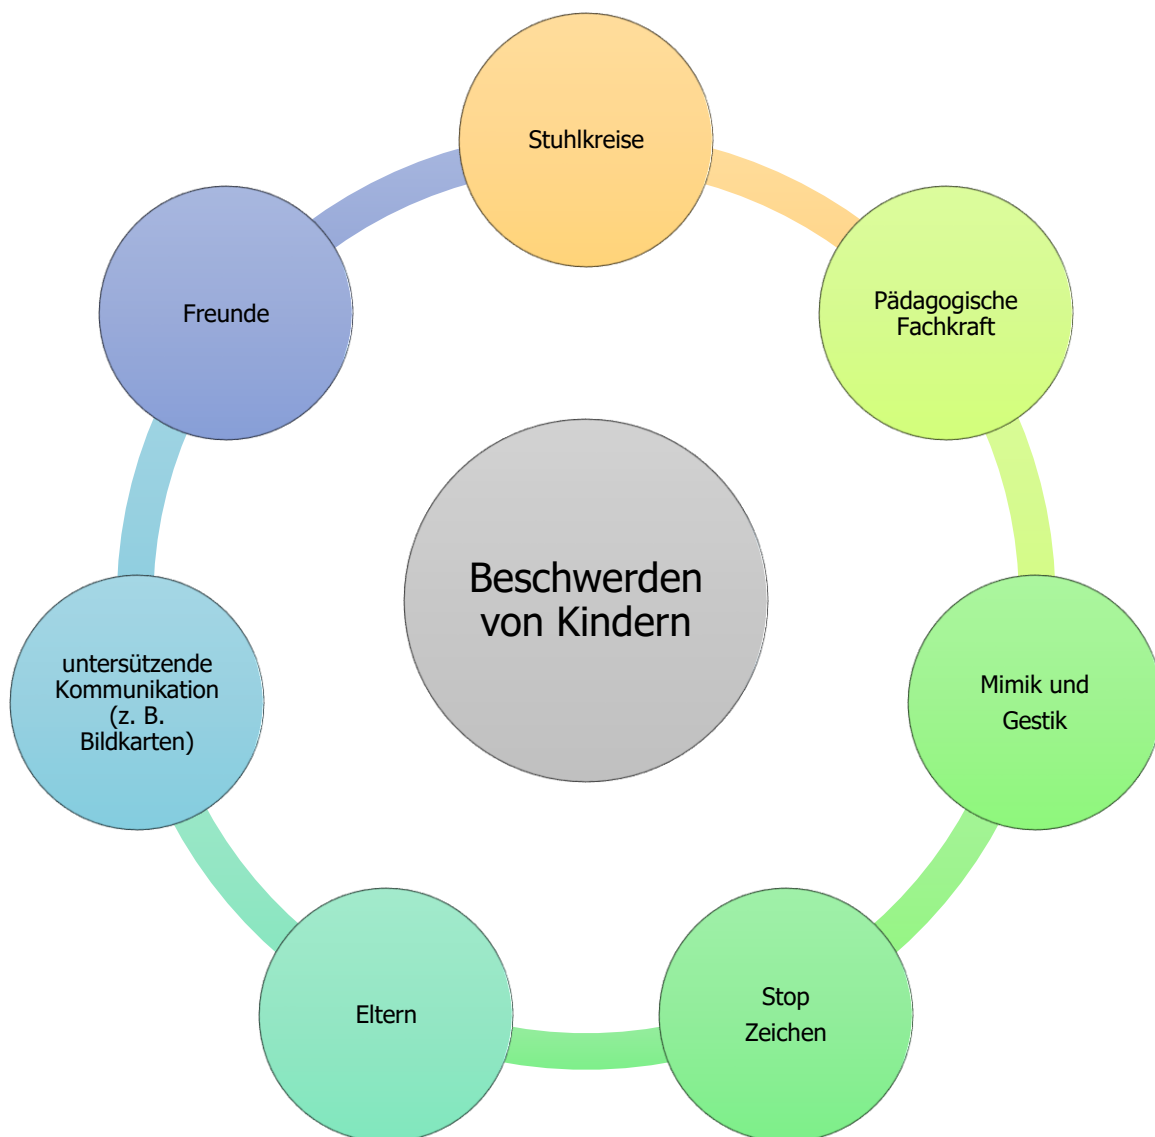 Stuhlkreise
Pädagogische
Fachkraft
Mimik und
Gestik
Stop
Zeichen
Eltern
untersützende
Kommunikation
(z. B.
Bildkarten)
Freunde
Beschwerden
von Kindern